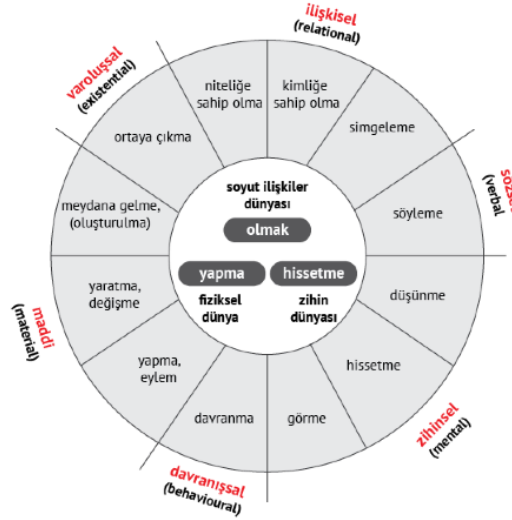 ilişkisel
(relational)
varoluşsal
(existential)
niteliğe
sahip olma
kimliğe
sahip olma
simgeleme
ortaya çıkma
sözsel
(verbal
söyleme
meydana gelme,
(oluşturulma)
soyut ilişkiler
dünyası
olmak
yapma
hissetme
fiziksel
dünya
zihin
dünyası
yaratma,
değişme
düşünme
maddi
(material)
yapma,
eylem
hissetme
davranma
görme
zihinsel
(mental)
davranışsal
(behavioural)